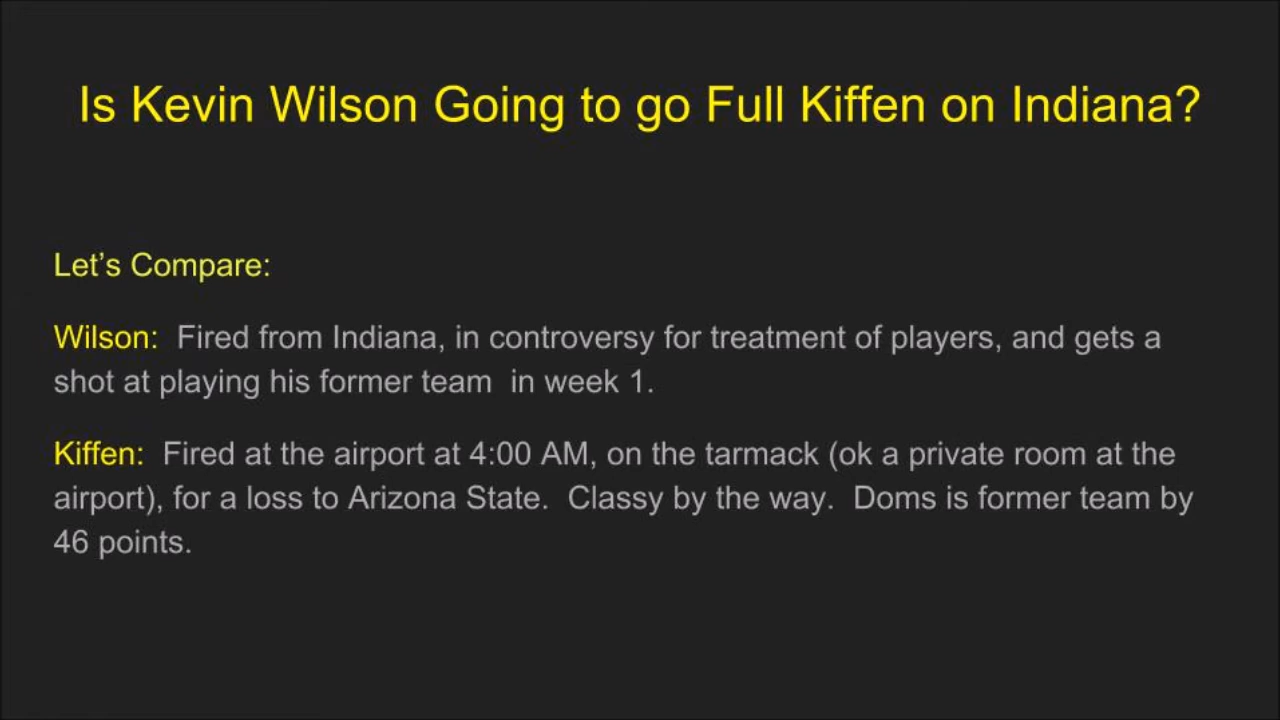 Is Kevin Wilson Going to go Full Kiffen on Indiana?
Let’s Compare:
Wilson:  Fired from Indiana, in controversy for treatment of players, and gets a
shot at playing his former team  in week 1.
Kiffen:  Fired at the airport at 4:00 AM, on the tarmack (ok a private room at the
airport), for a loss to Arizona State.  Classy by the way.  Doms is former team by
46 points.